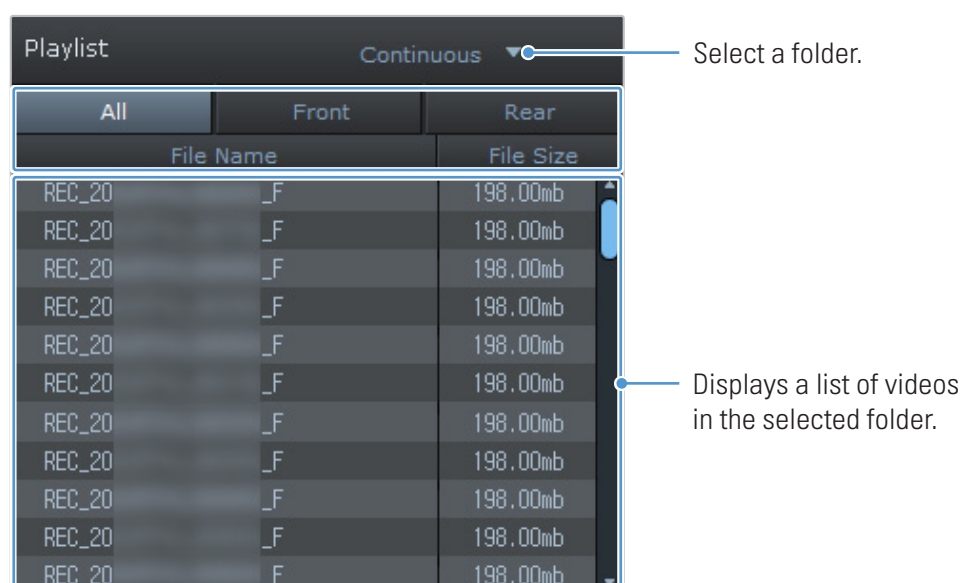 Playlist Continuous Select a folder.
All Front Rear
File Name File Size
REC_20 _F 198.00mb
REC_20 _F 198.00mb
REC_20 _F 198.00mb
REC_20 _F 198.00mb
REC_20 _F 198.00mb
REC_20 _F 198.00mb
REC_20 _F 198.00mb
REC_20 _F 198.00mb
REC_20 _F 198.00mb
REC_20 _F 198.00mb
REC_20 _F 198.00mb
Displays a list of videos
in the selected folder.